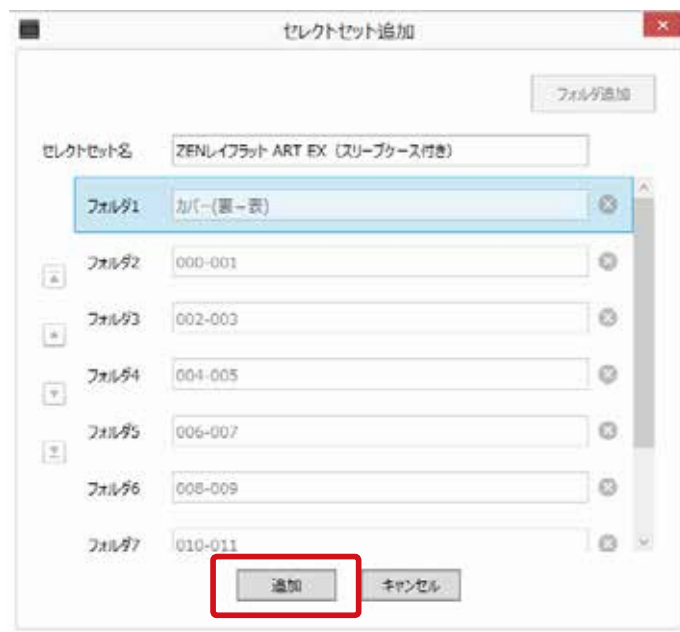 セレクトセット追加
フォルダ追加
セレクトセット名 ZENレイフラット ART EX（スリーブケース付き）
フォルダ1 カバー(裏－表)
フォルダ2 000-001
フォルダ3 002-003
フォルダ4 004-005
フォルダ5 006-007
フォルダ6 008-009
フォルダ7 010-011
追加 キャンセル